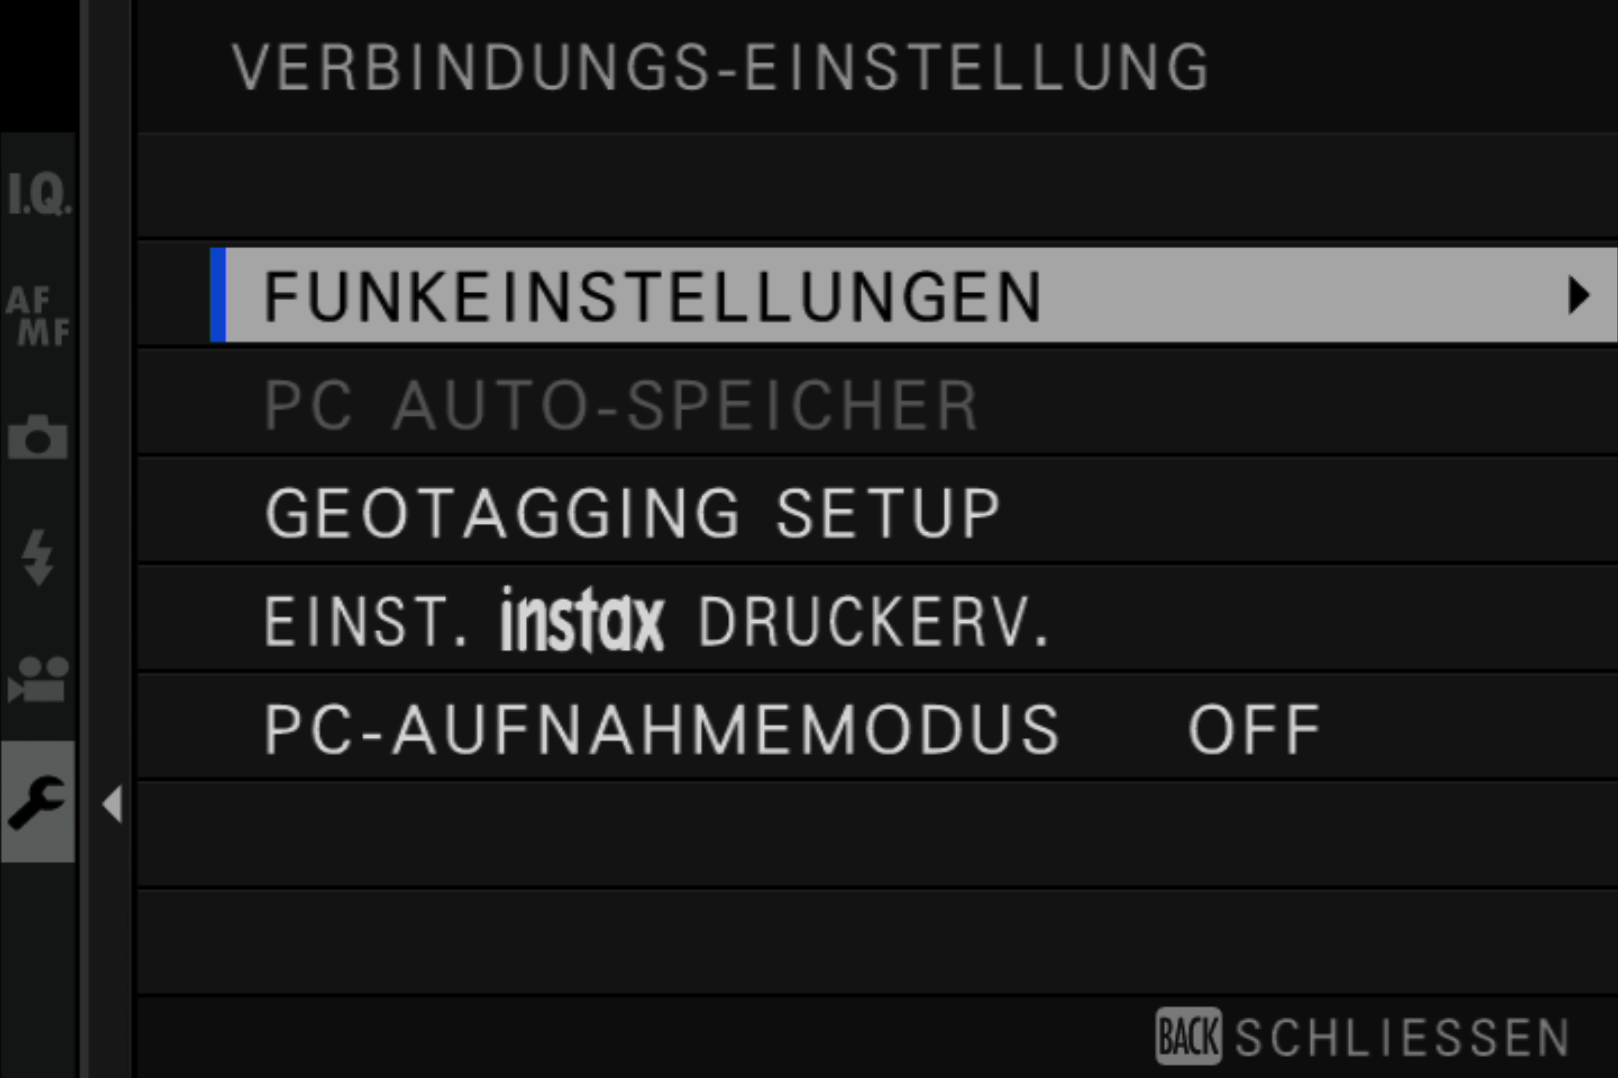 VERBINDUNGS-EINSTELLUNG
I.Q.
AF
MF
FUNKEINSTELLUNGEN
PC AUTO-SPEICHER
GEOTAGGING SETUP
EINST. instax DRUCKERV.
PC-AUFNAHMEMODUS OFF
BACK SCHLIESSEN